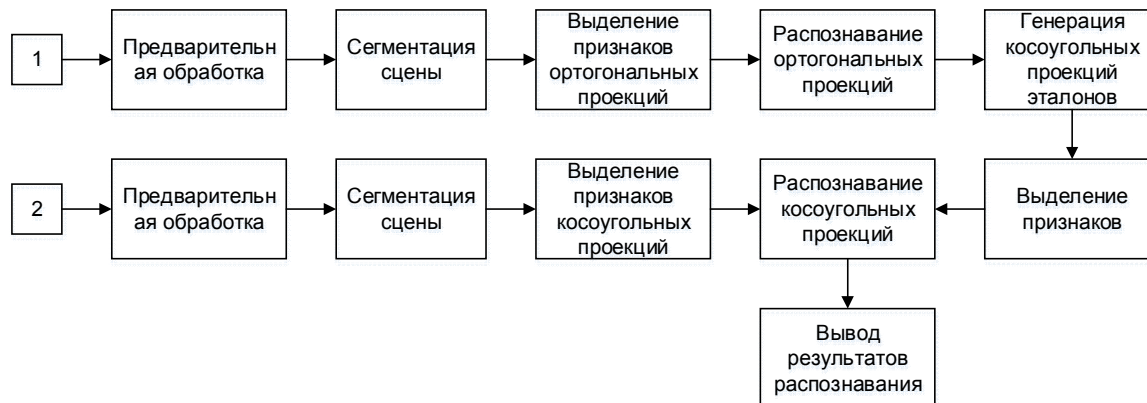 1
Предварительн
ая обработка
Сегментация
сцены
Выделение
признаков
ортогональных
проекций
Распознавание
ортогональных
проекций
Генерация
косоугольных
проекций
эталонов
2
Предварительн
ая обработка
Сегментация
сцены
Выделение
признаков
косоугольных
проекций
Распознавание
косоугольных
проекций
Выделение
признаков
Вывод
результатов
распознавания